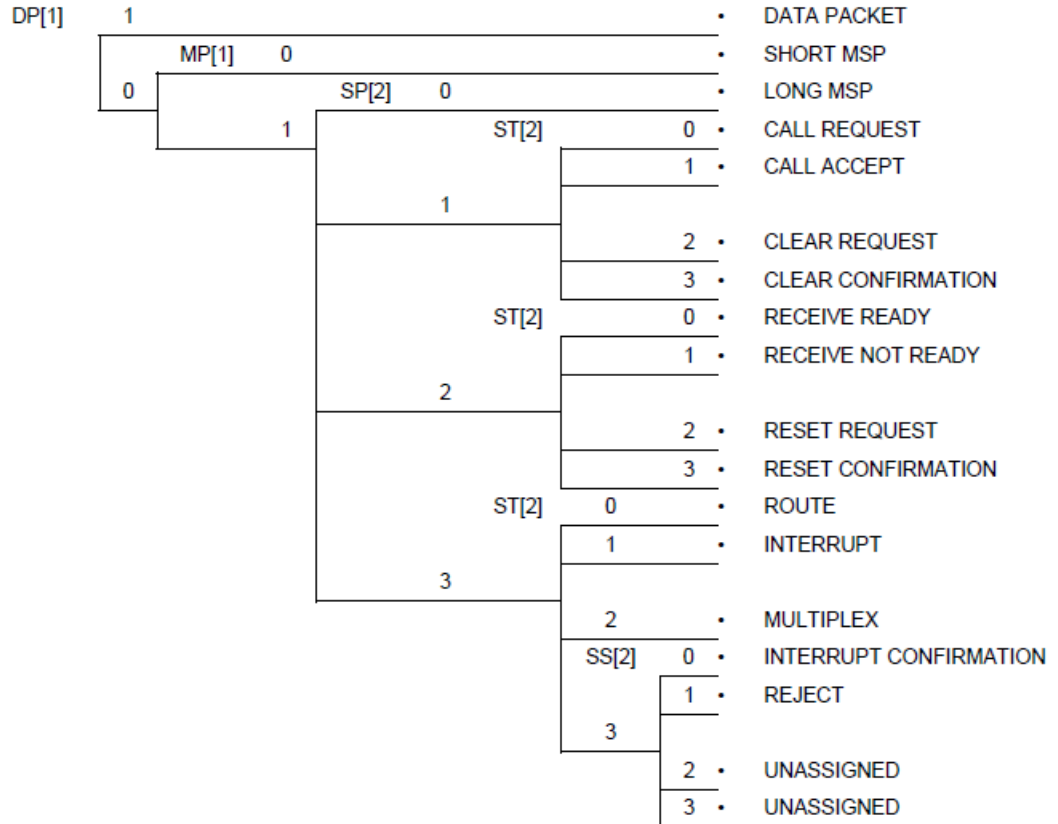 DP[1] 1 • DATA PACKET
MP[1] 0 • SHORT MSP
0 SP[2] 0 • LONG MSP
1 ST[2] 0 • CALL REQUEST
1 • CALL ACCEPT
1
2 • CLEAR REQUEST
3 • CLEAR CONFIRMATION
ST[2] 0 • RECEIVE READY
1 • RECEIVE NOT READY
2
2 • RESET REQUEST
3 • RESET CONFIRMATION
ST[2] 0 • ROUTE
1 • INTERRUPT
3
2 • MULTIPLEX
SS[2] 0 • INTERRUPT CONFIRMATION
1 • REJECT
3
2 • UNASSIGNED
3 • UNASSIGNED